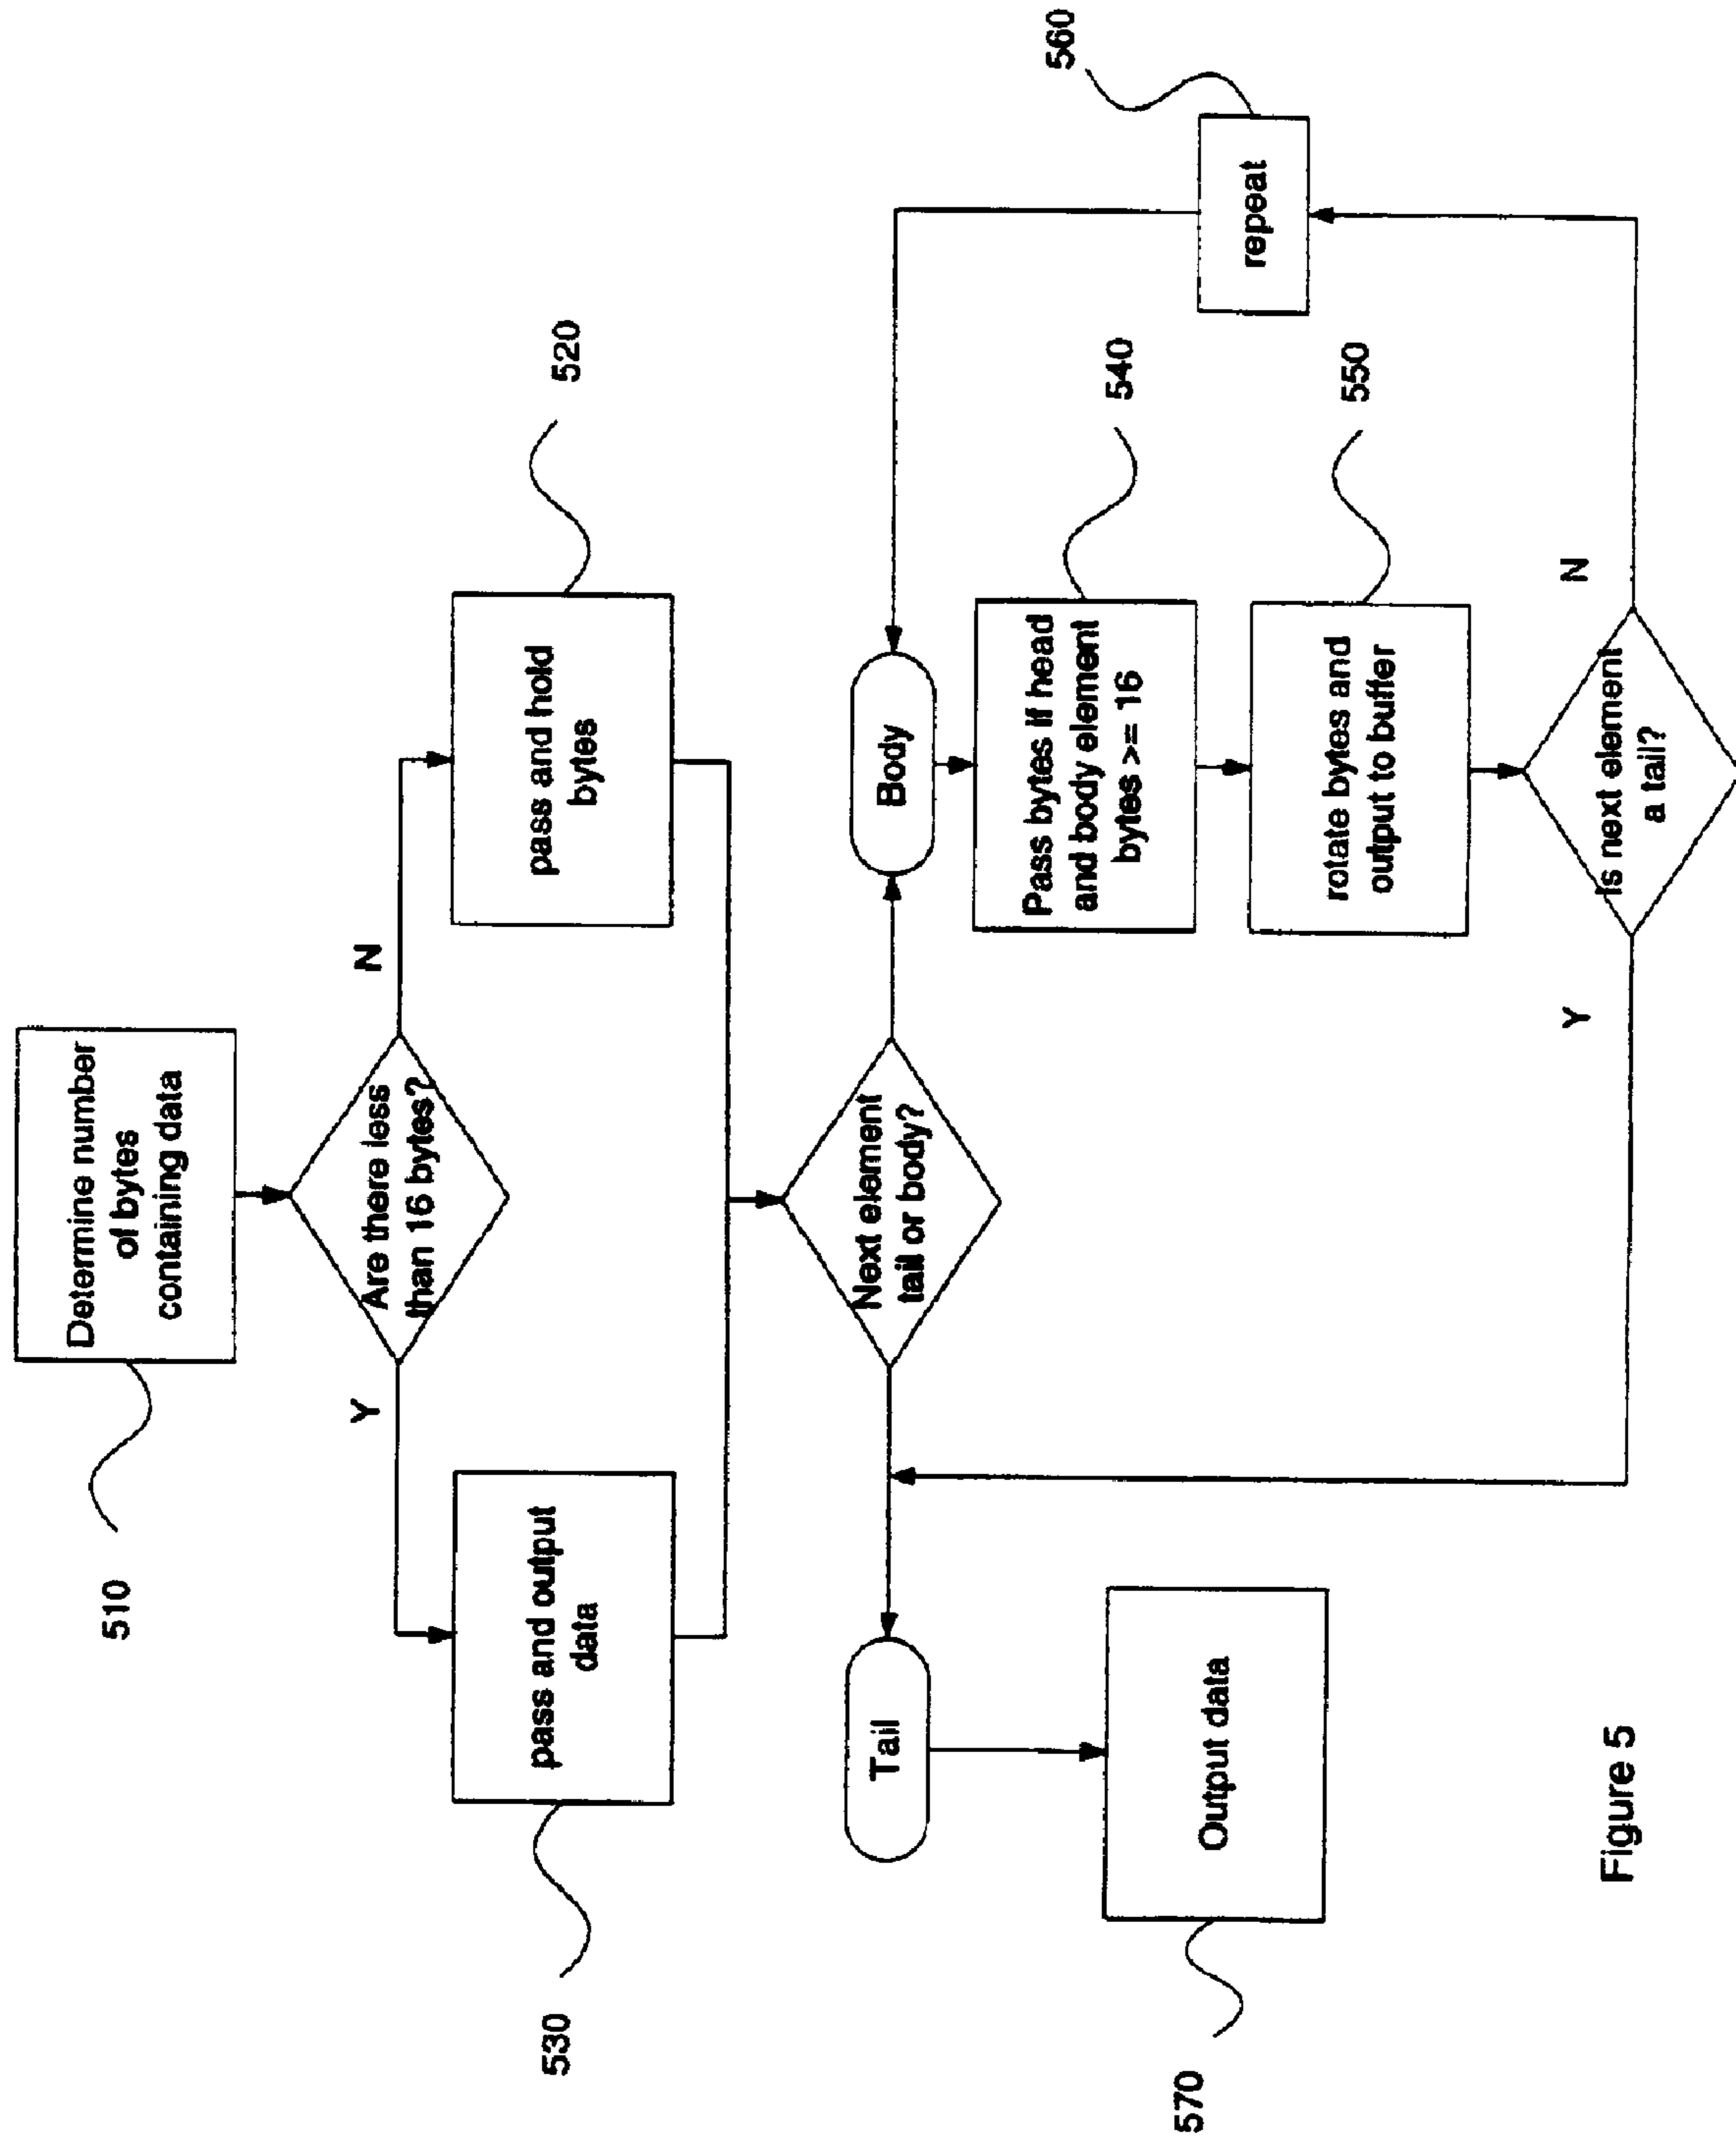 Determine number
of bytes
containing data
510
Are there less
than 16 bytes?
Y
N
pass and output
data
530
pass and hold
bytes
520
Next element
tail or body?
Tail
Body
Output data
570
Pass bytes if head
and body element
bytes >= 16
540
rotate bytes and
output to buffer
550
Is next element
a tail?
Y
N
repeat
560
Figure 5